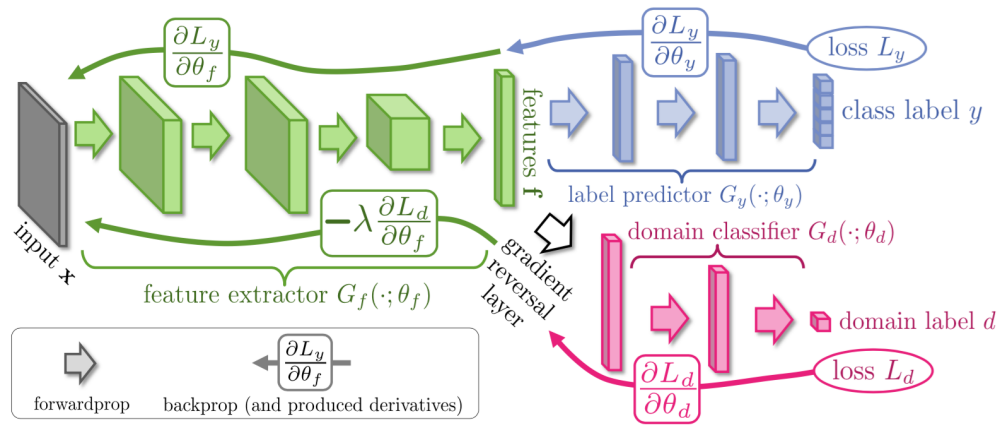 ∂L_y/∂θ_f
∂L_y/∂θ_y
loss L_y
features f
class label y
label predictor G_y(·; θ_y)
−λ ∂L_d/∂θ_f
input x
feature extractor G_f(·; θ_f)
gradient
reversal
layer
domain classifier G_d(·; θ_d)
domain label d
∂L_d/∂θ_d
loss L_d
forwardprop
∂L_y/∂θ_f
backprop (and produced derivatives)